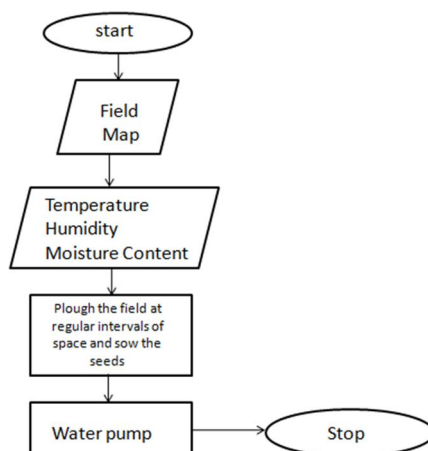 start
Field
Map
Temperature
Humidity
Moisture Content
Plough the field at
regular intervals of
space and sow the
seeds
Water pump
Stop